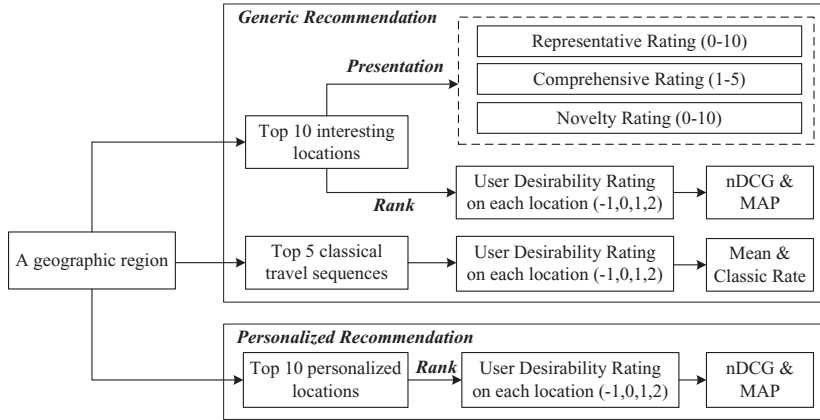 Generic Recommendation
Representative Rating (0-10)
Presentation
Comprehensive Rating (1-5)
Novelty Rating (0-10)
Top 10 interesting
locations
User Desirability Rating
on each location (-1,0,1,2)
nDCG &
MAP
Rank
A geographic region
Top 5 classical
travel sequences
User Desirability Rating
on each location (-1,0,1,2)
Mean &
Classic Rate
Personalized Recommendation
Top 10 personalized
locations
Rank
User Desirability Rating
on each location (-1,0,1,2)
nDCG &
MAP